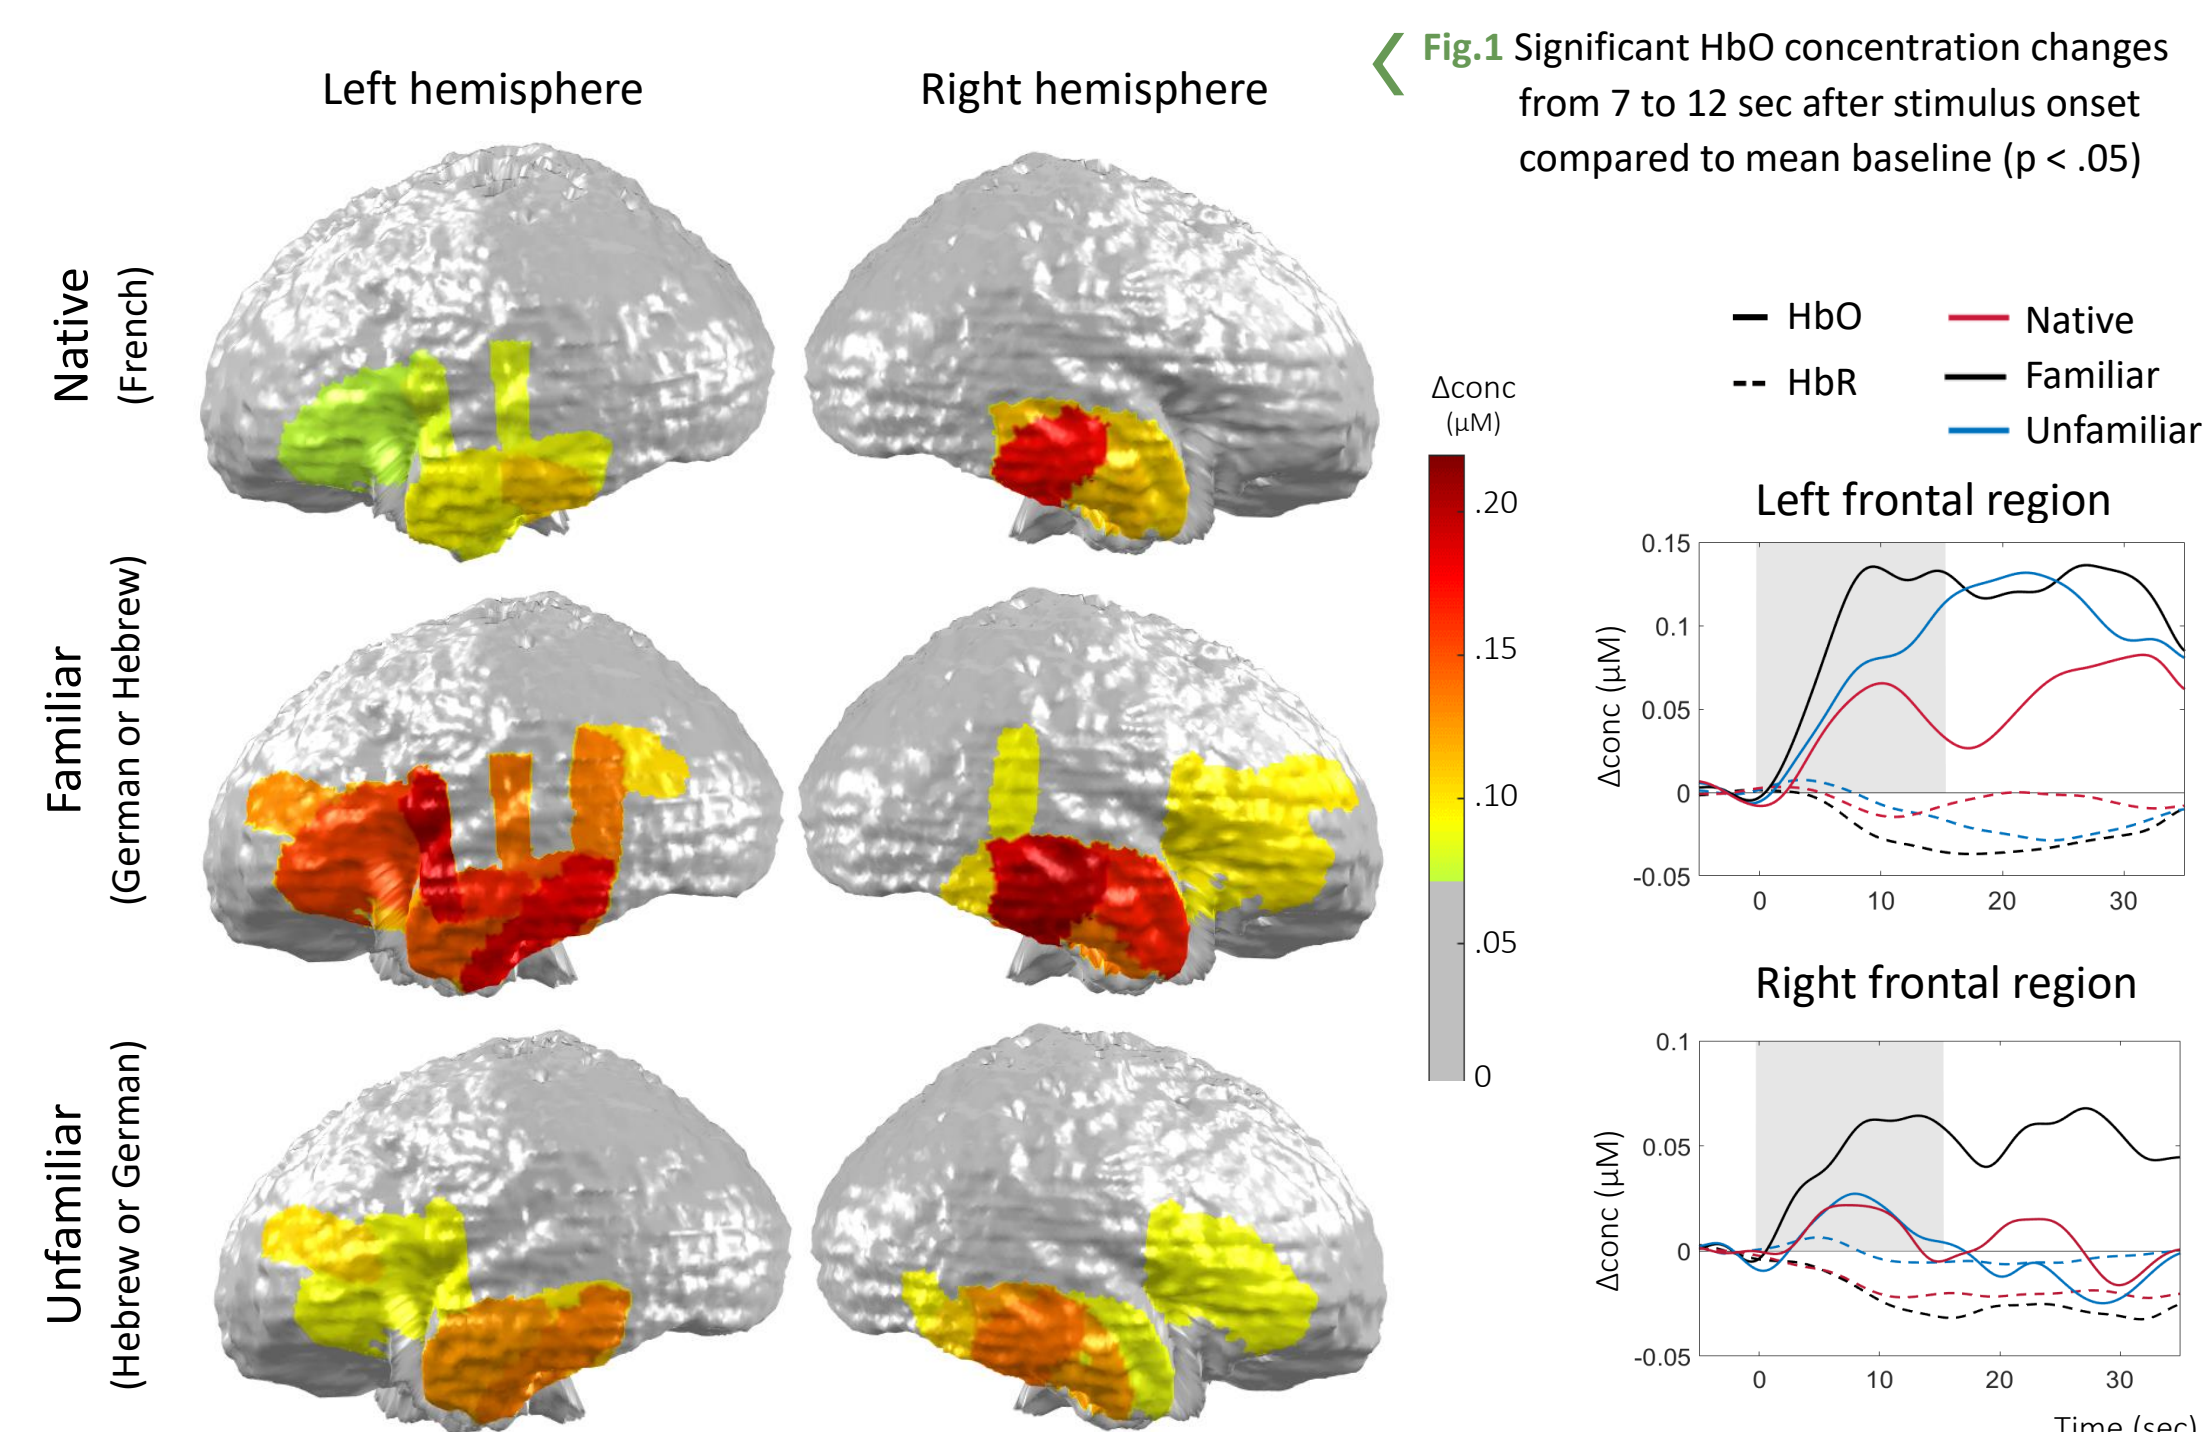 Fig.1 Significant HbO concentration changes
from 7 to 12 sec after stimulus onset
compared to mean baseline (p < .05)
Left hemisphere
Right hemisphere
Native
(French)
Familiar
(German or Hebrew)
Unfamiliar
(Hebrew or German)
Δconc
(µM)
.20
.15
.10
.05
0
HbO
HbR
Native
Familiar
Unfamiliar
Left frontal region
Δconc (µM)
0.15
0.1
0.05
0
-0.05
0 10 20 30
Right frontal region
Δconc (µM)
0.1
0.05
0
-0.05
0 10 20 30
Time (sec)